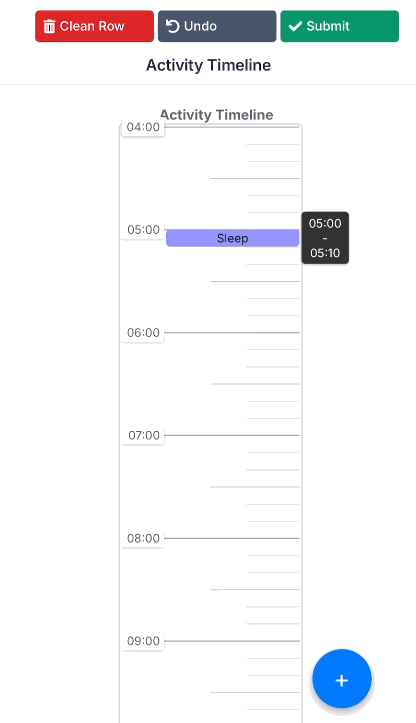 Clean Row
Undo
Submit
Activity Timeline
Activity Timeline
04:00
05:00
Sleep
05:00
-
05:10
06:00
07:00
08:00
09:00
+